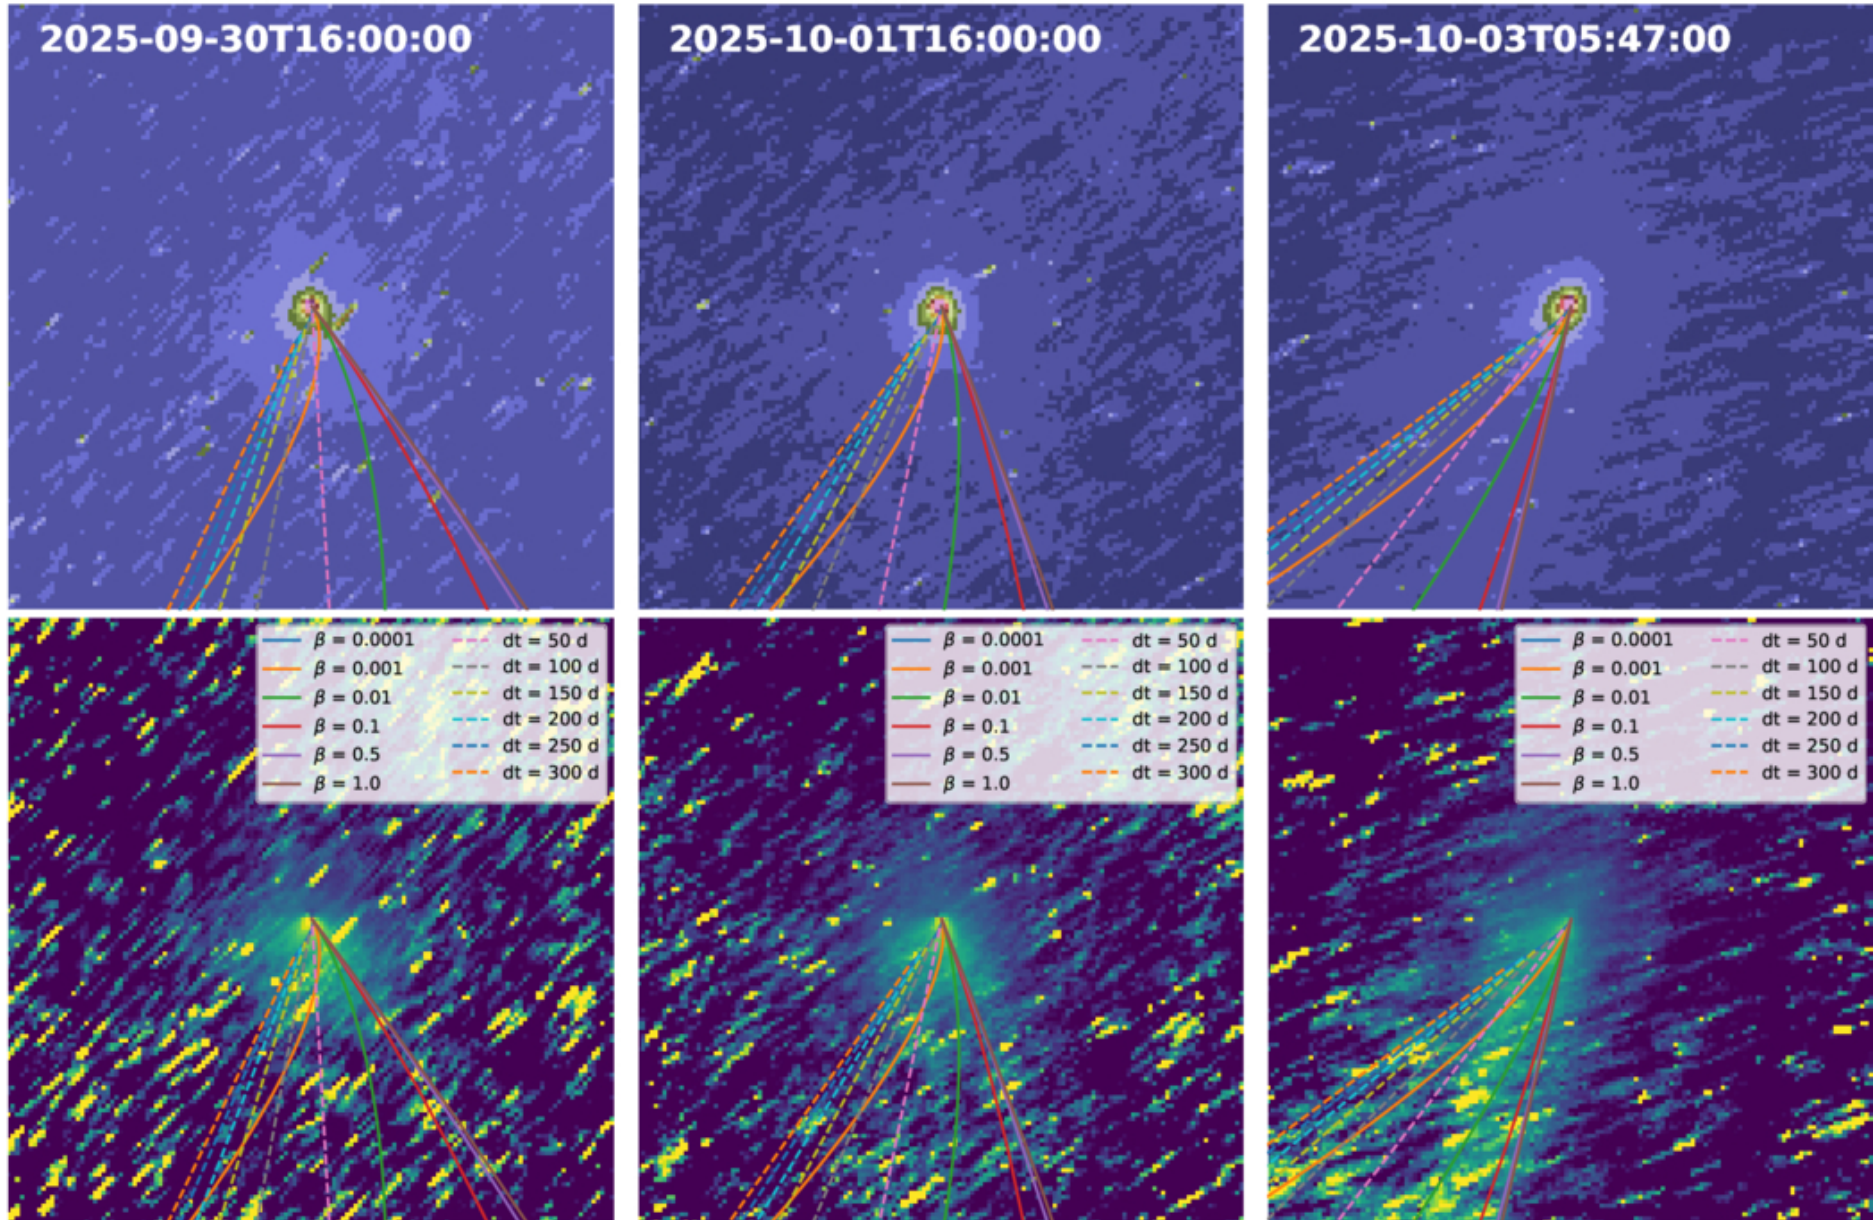 2025-09-30T16:00:00
2025-10-01T16:00:00
2025-10-03T05:47:00
β = 0.0001 dt = 50 d
β = 0.001 dt = 100 d
β = 0.01 dt = 150 d
β = 0.1 dt = 200 d
β = 0.5 dt = 250 d
β = 1.0 dt = 300 d
β = 0.0001 dt = 50 d
β = 0.001 dt = 100 d
β = 0.01 dt = 150 d
β = 0.1 dt = 200 d
β = 0.5 dt = 250 d
β = 1.0 dt = 300 d
β = 0.0001 dt = 50 d
β = 0.001 dt = 100 d
β = 0.01 dt = 150 d
β = 0.1 dt = 200 d
β = 0.5 dt = 250 d
β = 1.0 dt = 300 d